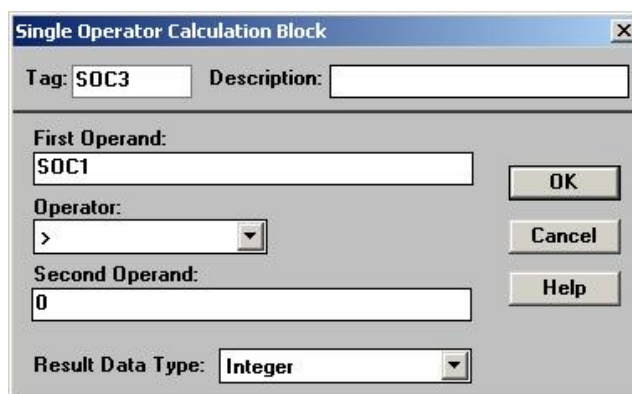 Single Operator Calculation Block
Tag: SOC3 Description:
First Operand:
SOC1
OK
Operator:
>
Cancel
Second Operand:
0
Help
Result Data Type: Integer